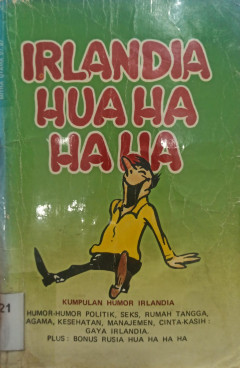 IRLANDIA
HUA HA
HA HA
KUMPULAN HUMOR IRLANDIA
HUMOR-HUMOR POLITIK, SEKS, RUMAH TANGGA,
AGAMA, KESEHATAN, MANAJEMEN, CINTA-KASIH :
GAYA IRLANDIA.
PLUS : BONUS RUSIA HUA HA HA HA
21